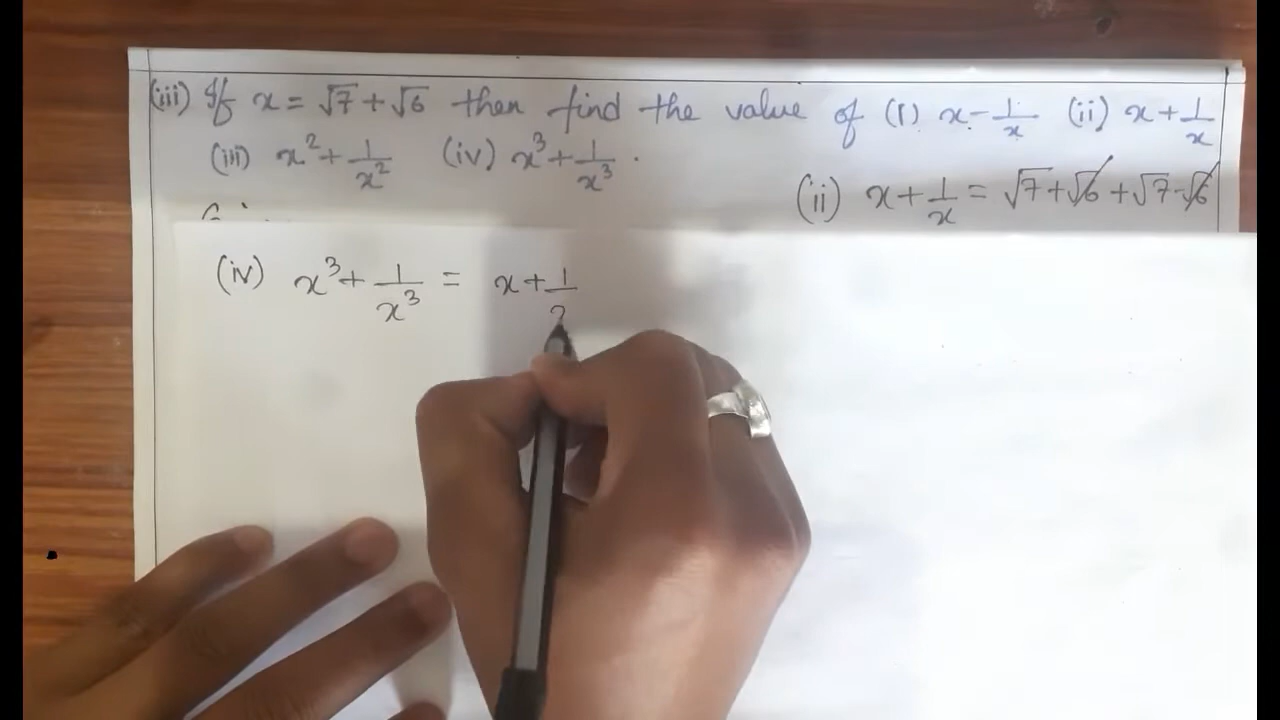 (iii) If x = √7 + √6 then find the value of (i) x - 1/x (ii) x + 1/x
(iii) x² + 1/x² (iv) x³ + 1/x³ .
(ii) x + 1/x = √7 + √6 + √7 - √6
(iv) x³ + 1/x³ = x + 1/